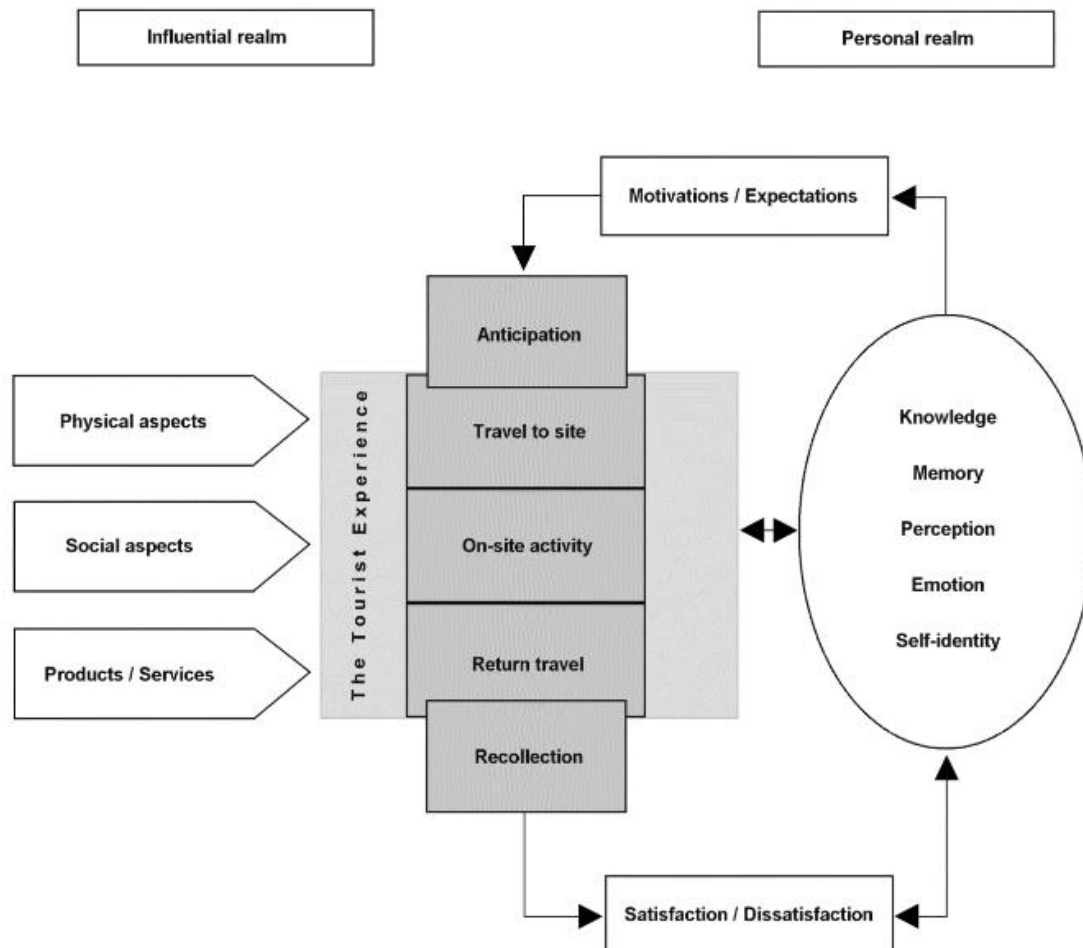 Influential realm
Personal realm
Motivations / Expectations
Anticipation
Physical aspects
Social aspects
Products / Services
The Tourist Experience
Travel to site
On-site activity
Return travel
Recollection
Knowledge
Memory
Perception
Emotion
Self-identity
Satisfaction / Dissatisfaction